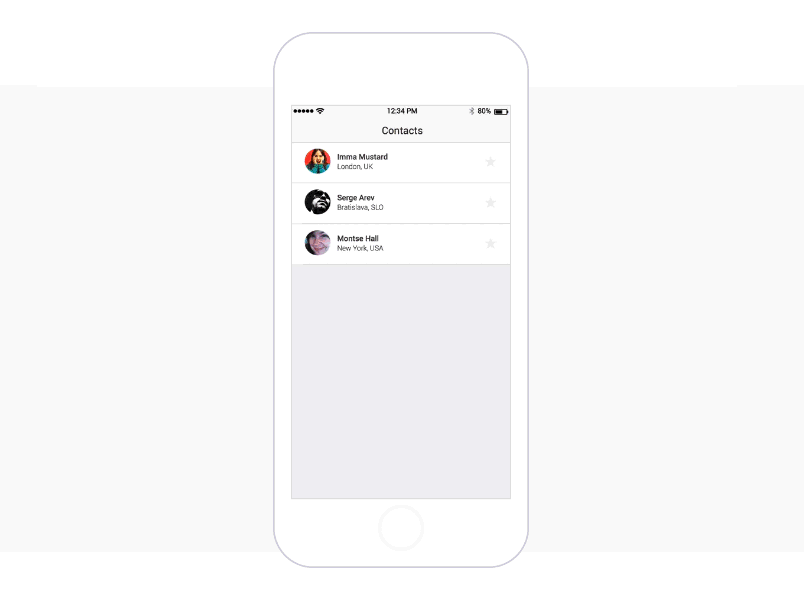 12:34 PM 80%
Contacts
Imma Mustard
London, UK
Serge Arev
Bratislava, SLO
Montse Hall
New York, USA